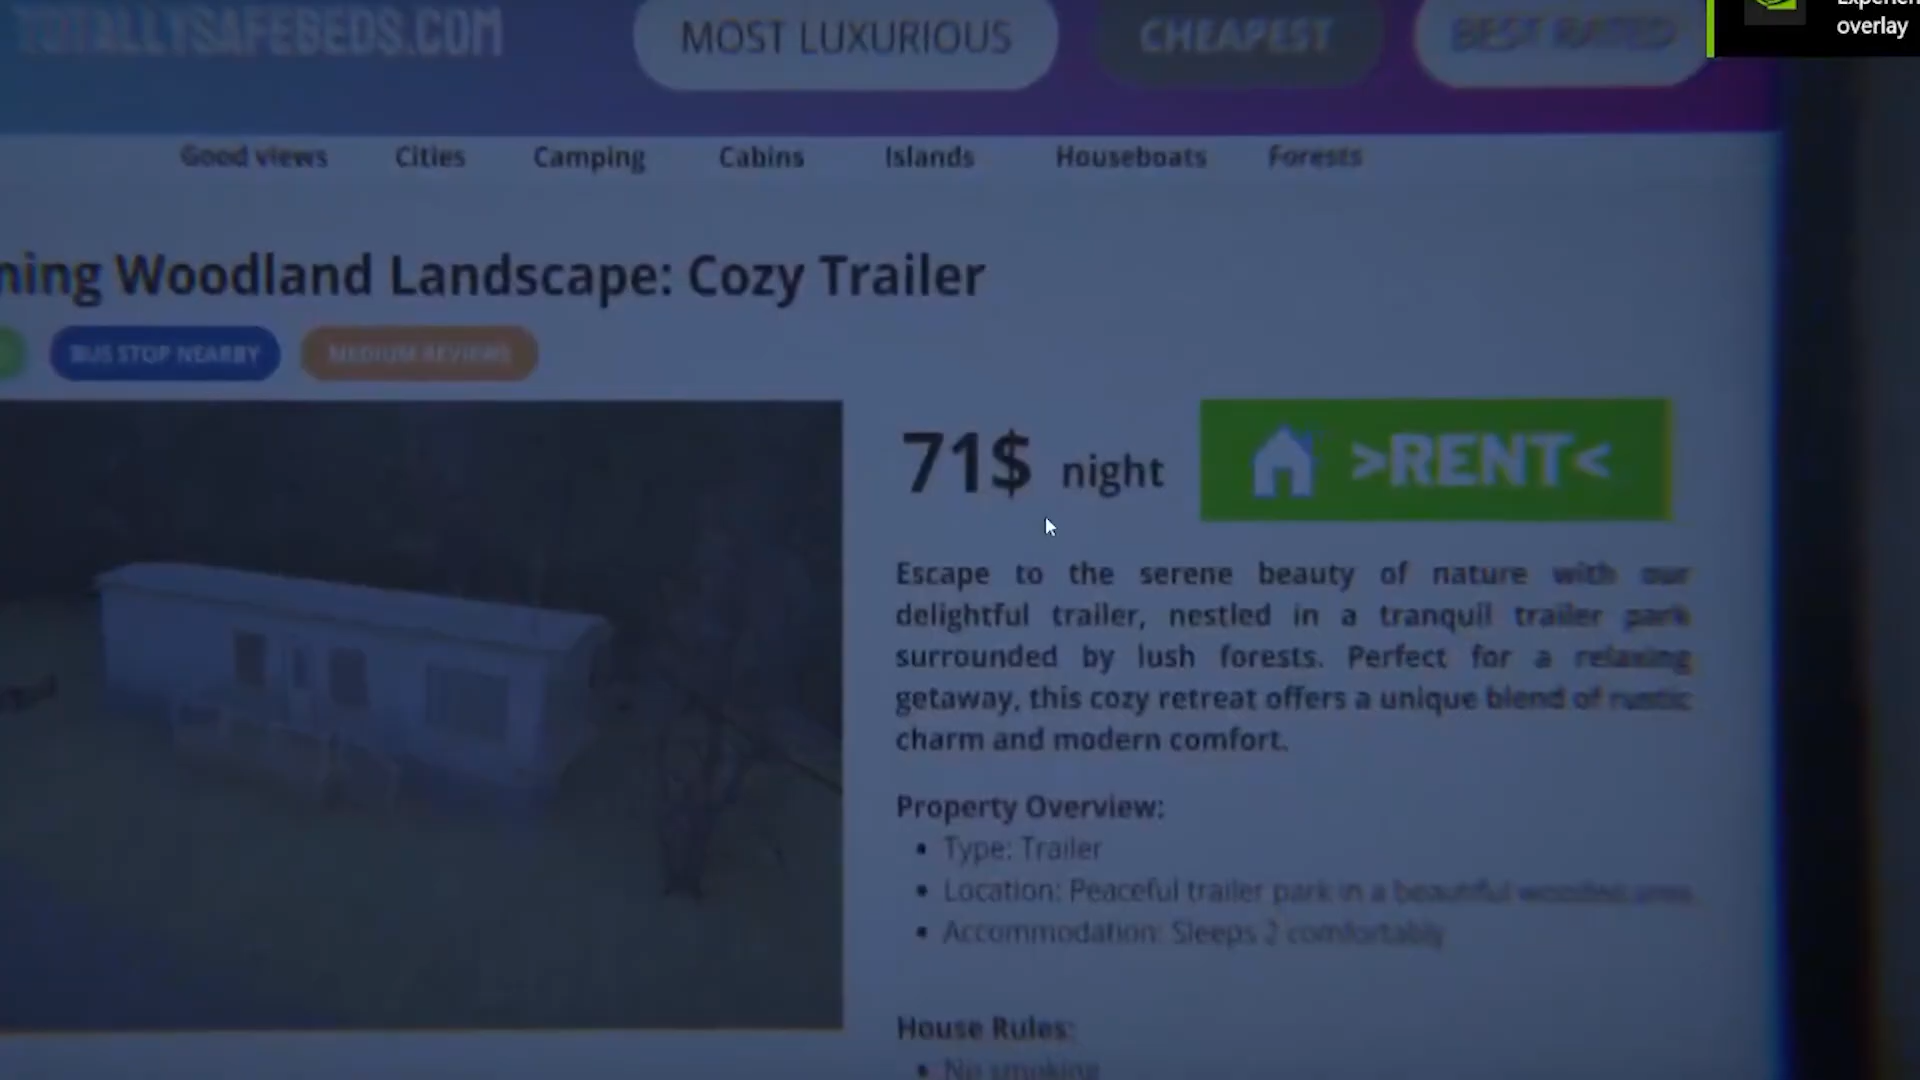 TOTALLYSAFEBEDS.COM
MOST LUXURIOUS
CHEAPEST
BEST RATED
overlay
Good views
Cities
Camping
Cabins
Islands
Houseboats
Forests
Woodland Landscape: Cozy Trailer
BUS STOP NEARBY
MEDIUM REVIEWS
71$ night
>RENT<
Escape to the serene beauty of nature with our
delightful trailer, nestled in a tranquil trailer park
surrounded by lush forests. Perfect for a relaxing
getaway, this cozy retreat offers a unique blend of rustic
charm and modern comfort.
Property Overview:
• Type: Trailer
• Location: Peaceful trailer park in a beautiful wooded area
• Accommodation: Sleeps 2 comfortably
House Rules:
• No smoking